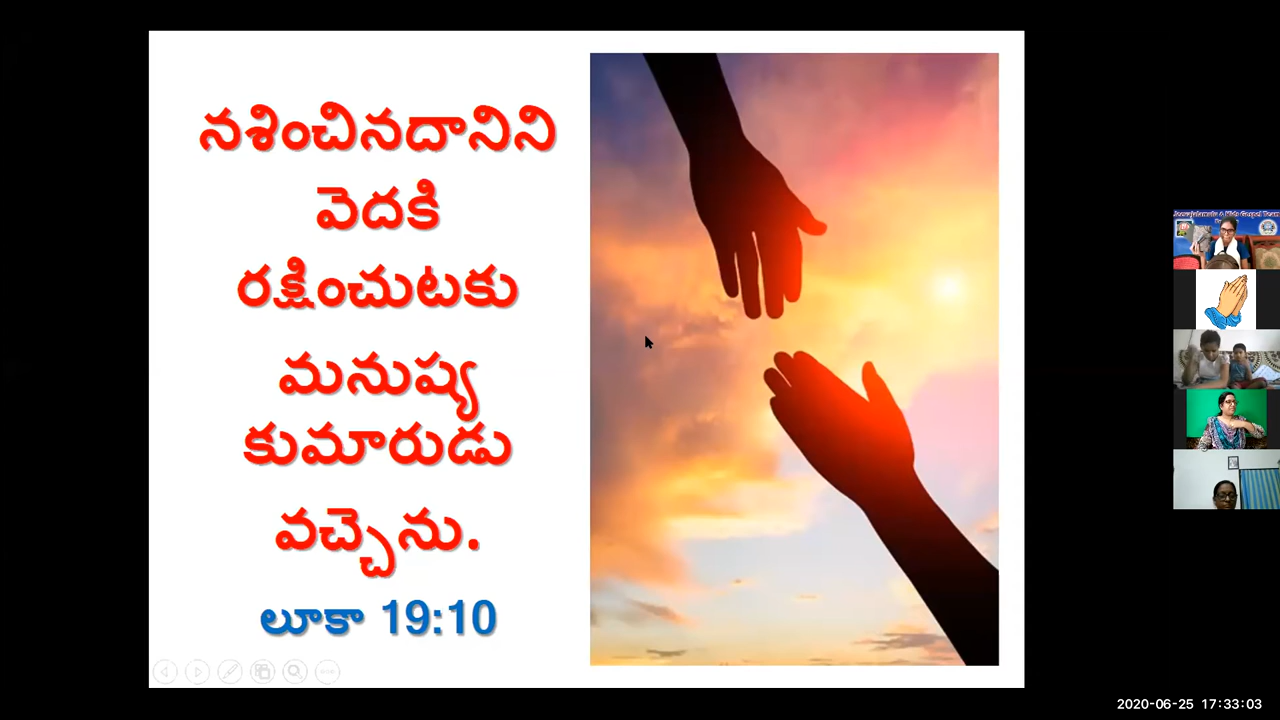 నశించినదానిని
వెదకి
రక్షించుటకు
మనుష్య
కుమారుడు
వచ్చెను.
లూకా 19:10
2020-06-25 17:33:03